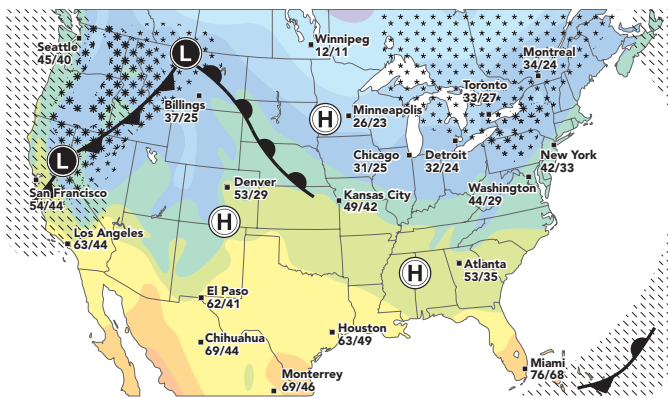 Seattle
45/40
L
Winnipeg
12/11
Montreal
34/24
Toronto
33/27
Billings
37/25
H
Minneapolis
26/23
L
Chicago
31/25
Detroit
32/24
New York
42/33
San Francisco
54/44
Denver
53/29
Kansas City
49/42
Washington
44/29
H
Los Angeles
63/44
H
Atlanta
53/35
El Paso
62/41
Houston
63/49
Chihuahua
69/44
Miami
76/68
Monterrey
69/46